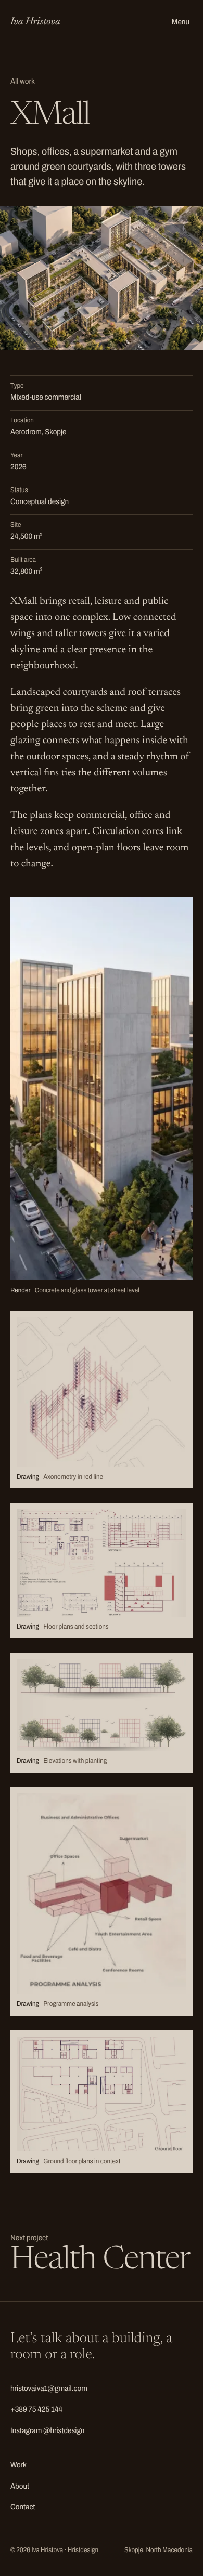 Iva Hristova
Menu
All work
XMall
Shops, offices, a supermarket and a gym
around green courtyards, with three towers
that give it a place on the skyline.
Type
Mixed-use commercial
Location
Aerodrom, Skopje
Year
2026
Status
Conceptual design
Site
24,500 m²
Built area
32,800 m²
XMall brings retail, leisure and public
space into one complex. Low connected
wings and taller towers give it a varied
skyline and a clear presence in the
neighbourhood.
Landscaped courtyards and roof terraces
bring green into the scheme and give
people places to rest and meet. Large
glazing connects what happens inside with
the outdoor spaces, and a steady rhythm of
vertical fins ties the different volumes
together.
The plans keep commercial, office and
leisure zones apart. Circulation cores link
the levels, and open-plan floors leave room
to change.
Render Concrete and glass tower at street level
Drawing Axonometry in red line
Drawing Floor plans and sections
Drawing Elevations with planting
Business and Administrative Offices
Supermarket
Office Spaces
Retail Space
Youth Entertainment Area
Café and Bistro
Food and Beverage
Facilities
Conference Rooms
PROGRAMME ANALYSIS
Drawing Programme analysis
Ground floor
Drawing Ground floor plans in context
Next project
Health Center
Let’s talk about a building, a
room or a role.
hristovaiva1@gmail.com
+389 75 425 144
Instagram @hristdesign
Work
About
Contact
© 2026 Iva Hristova · Hristdesign
Skopje, North Macedonia